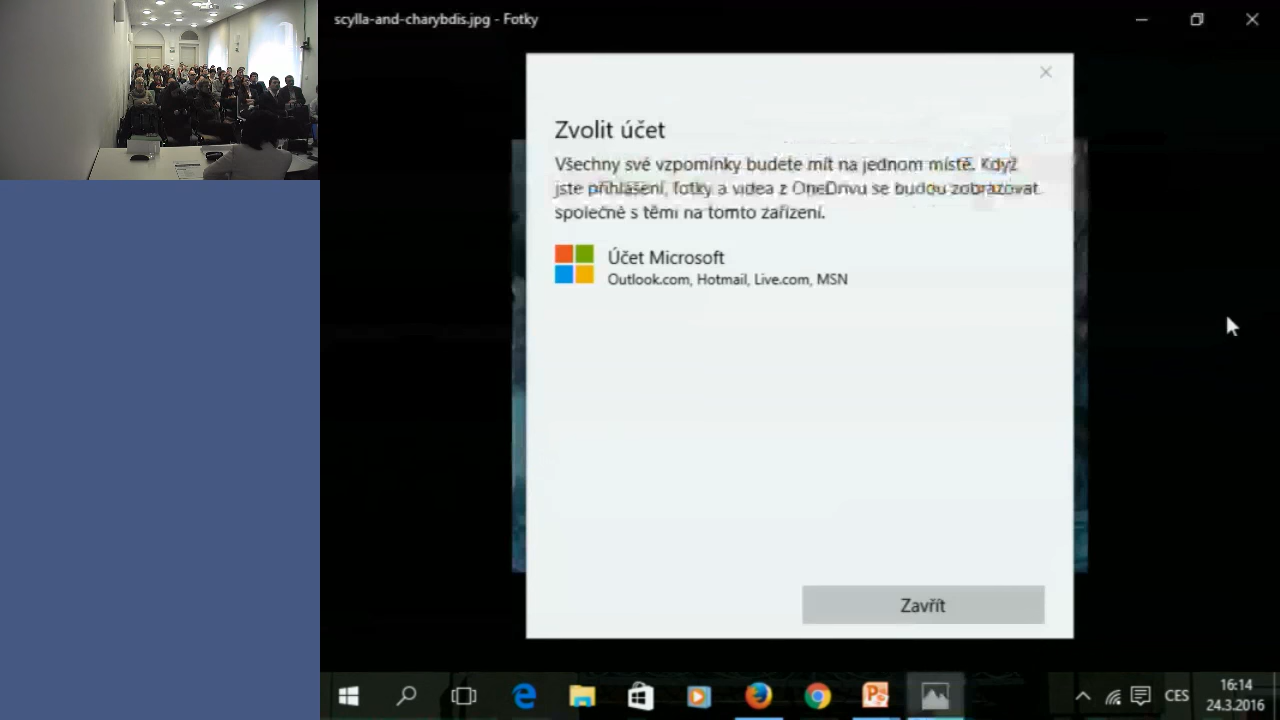 scylla-and-charybdis.jpg - Fotky
Zvolit účet
Všechny své vzpomínky budete mít na jednom místě. Když
jste přihlášení, fotky a videa z OneDrivu se budou zobrazovat
společně s těmi na tomto zařízení.
Účet Microsoft
Outlook.com, Hotmail, Live.com, MSN
Zavřít
CES
16:14
24.3.2016